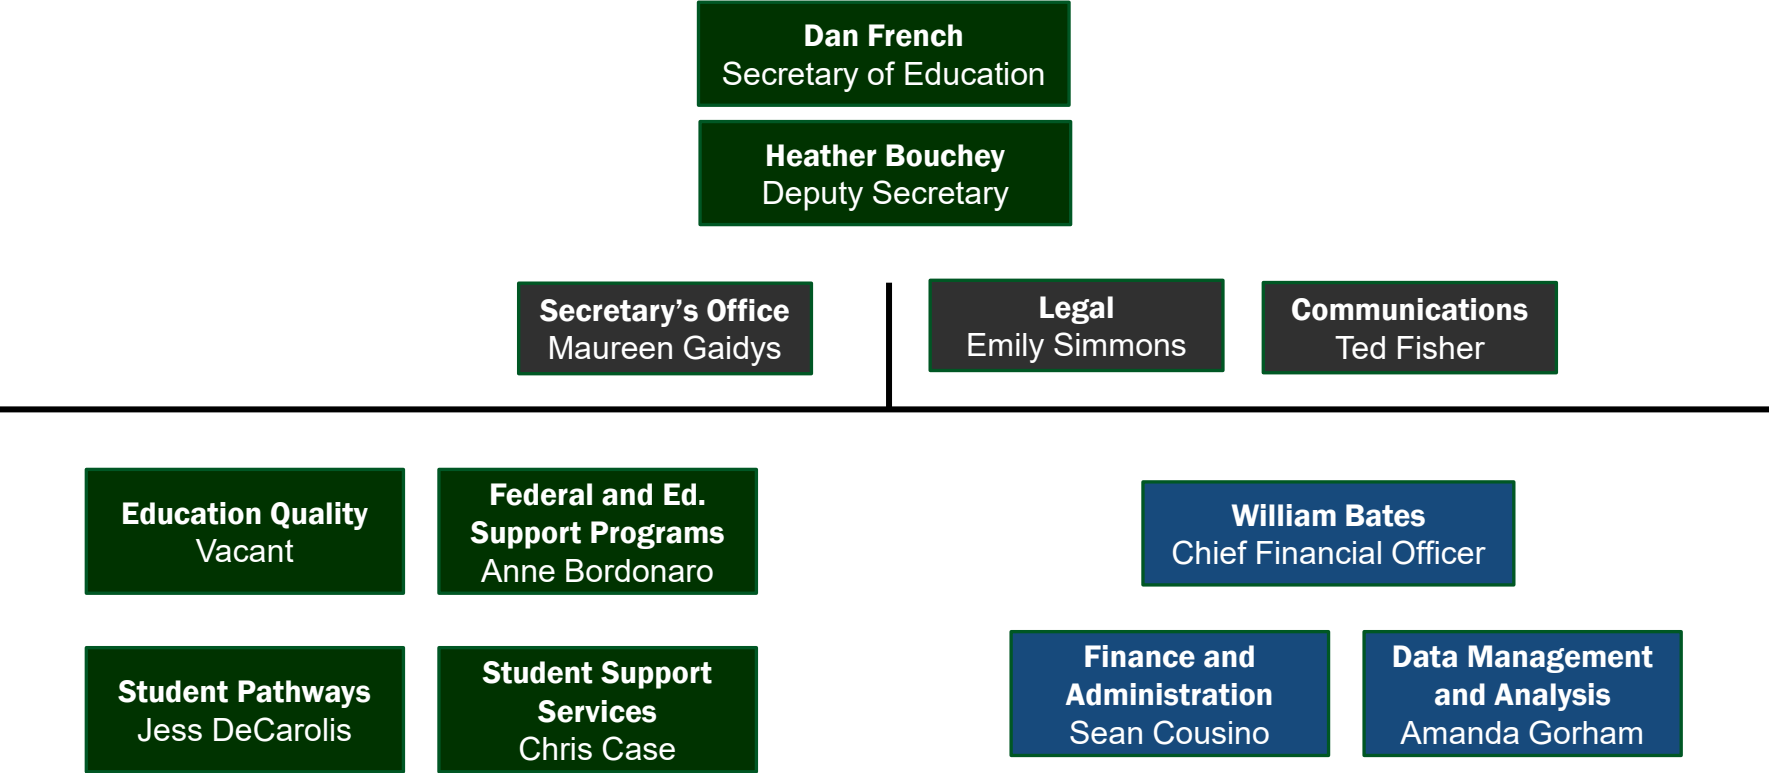 Dan French
Secretary of Education
Heather Bouchey
Deputy Secretary
Secretary’s Office
Maureen Gaidys
Legal
Emily Simmons
Communications
Ted Fisher
Education Quality
Vacant
Federal and Ed.
Support Programs
Anne Bordonaro
William Bates
Chief Financial Officer
Student Pathways
Jess DeCarolis
Student Support
Services
Chris Case
Finance and
Administration
Sean Cousino
Data Management
and Analysis
Amanda Gorham